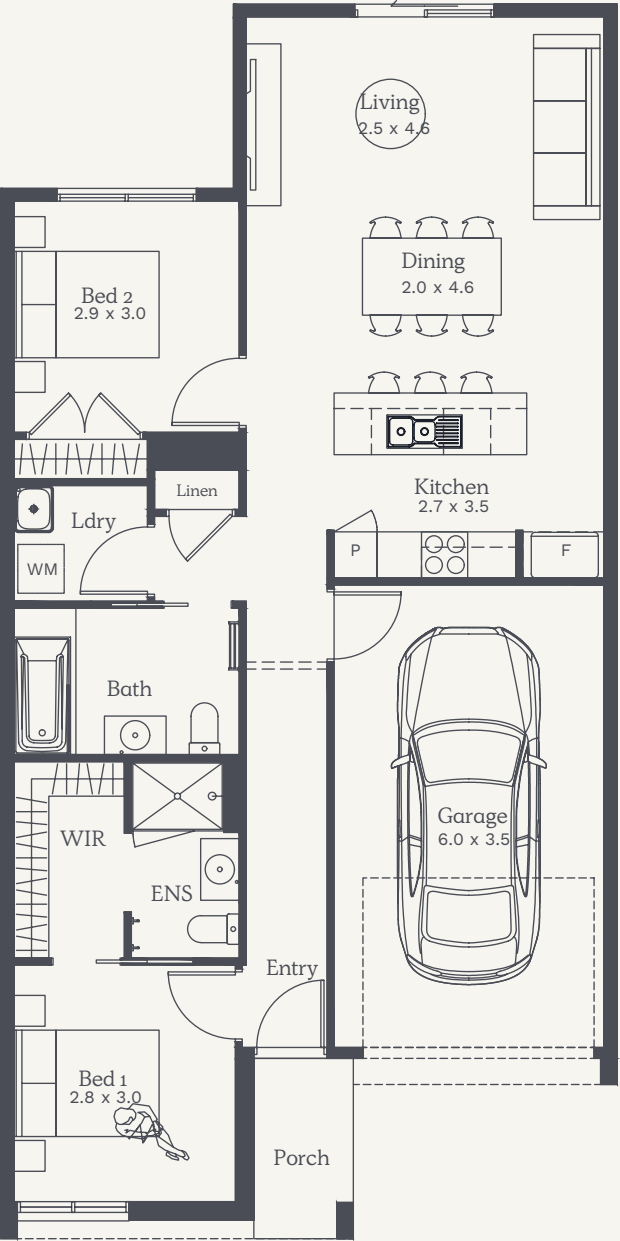 Living
2.5 x 4.6
Dining
2.0 x 4.6
Bed 2
2.9 x 3.0
Kitchen
2.7 x 3.5
Linen
Ldry
WM
P
F
Bath
Garage
6.0 x 3.5
WIR
ENS
Entry
Bed 1
2.8 x 3.0
Porch